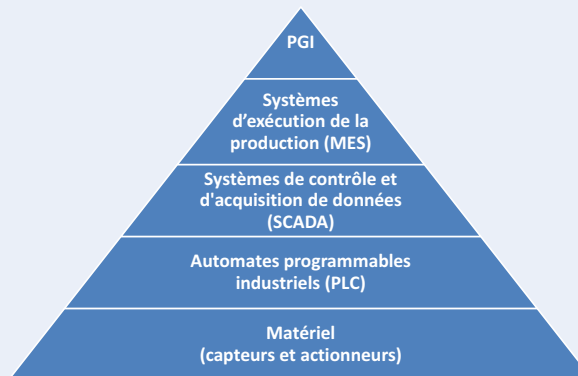 PGI
Systèmes
d’exécution de la
production (MES)
Systèmes de contrôle et
d'acquisition de données
(SCADA)
Automates programmables
industriels (PLC)
Matériel
(capteurs et actionneurs)